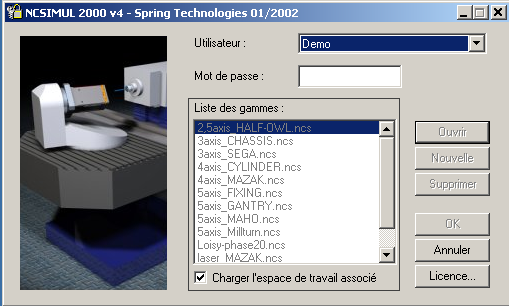 NCSIMUL 2000 v4 - Spring Technologies 01/2002
Utilisateur :
Demo
Mot de passe :
Liste des gammes :
2,5axis_HALF-OWL.ncs
3axis_CHASSIS.ncs
3axis_SEGA.ncs
4axis_CYLINDER.ncs
4axis_MAZAK.ncs
5axis_FIXING.ncs
5axis_GANTRY.ncs
5axis_MAHO.ncs
5axis_Millturn.ncs
Loisy-phase20.ncs
laser_MAZAK.ncs
Charger l'espace de travail associé
Ouvrir
Nouvelle
Supprimer
OK
Annuler
Licence...